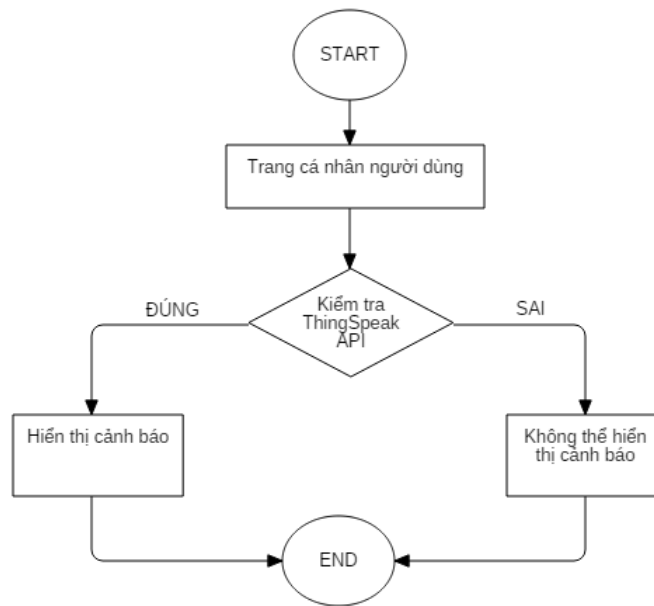 START
Trang cá nhân người dùng
Kiểm tra
ThingSpeak
API
ĐÚNG
SAI
Hiển thị cảnh báo
Không thể hiển
thị cảnh báo
END